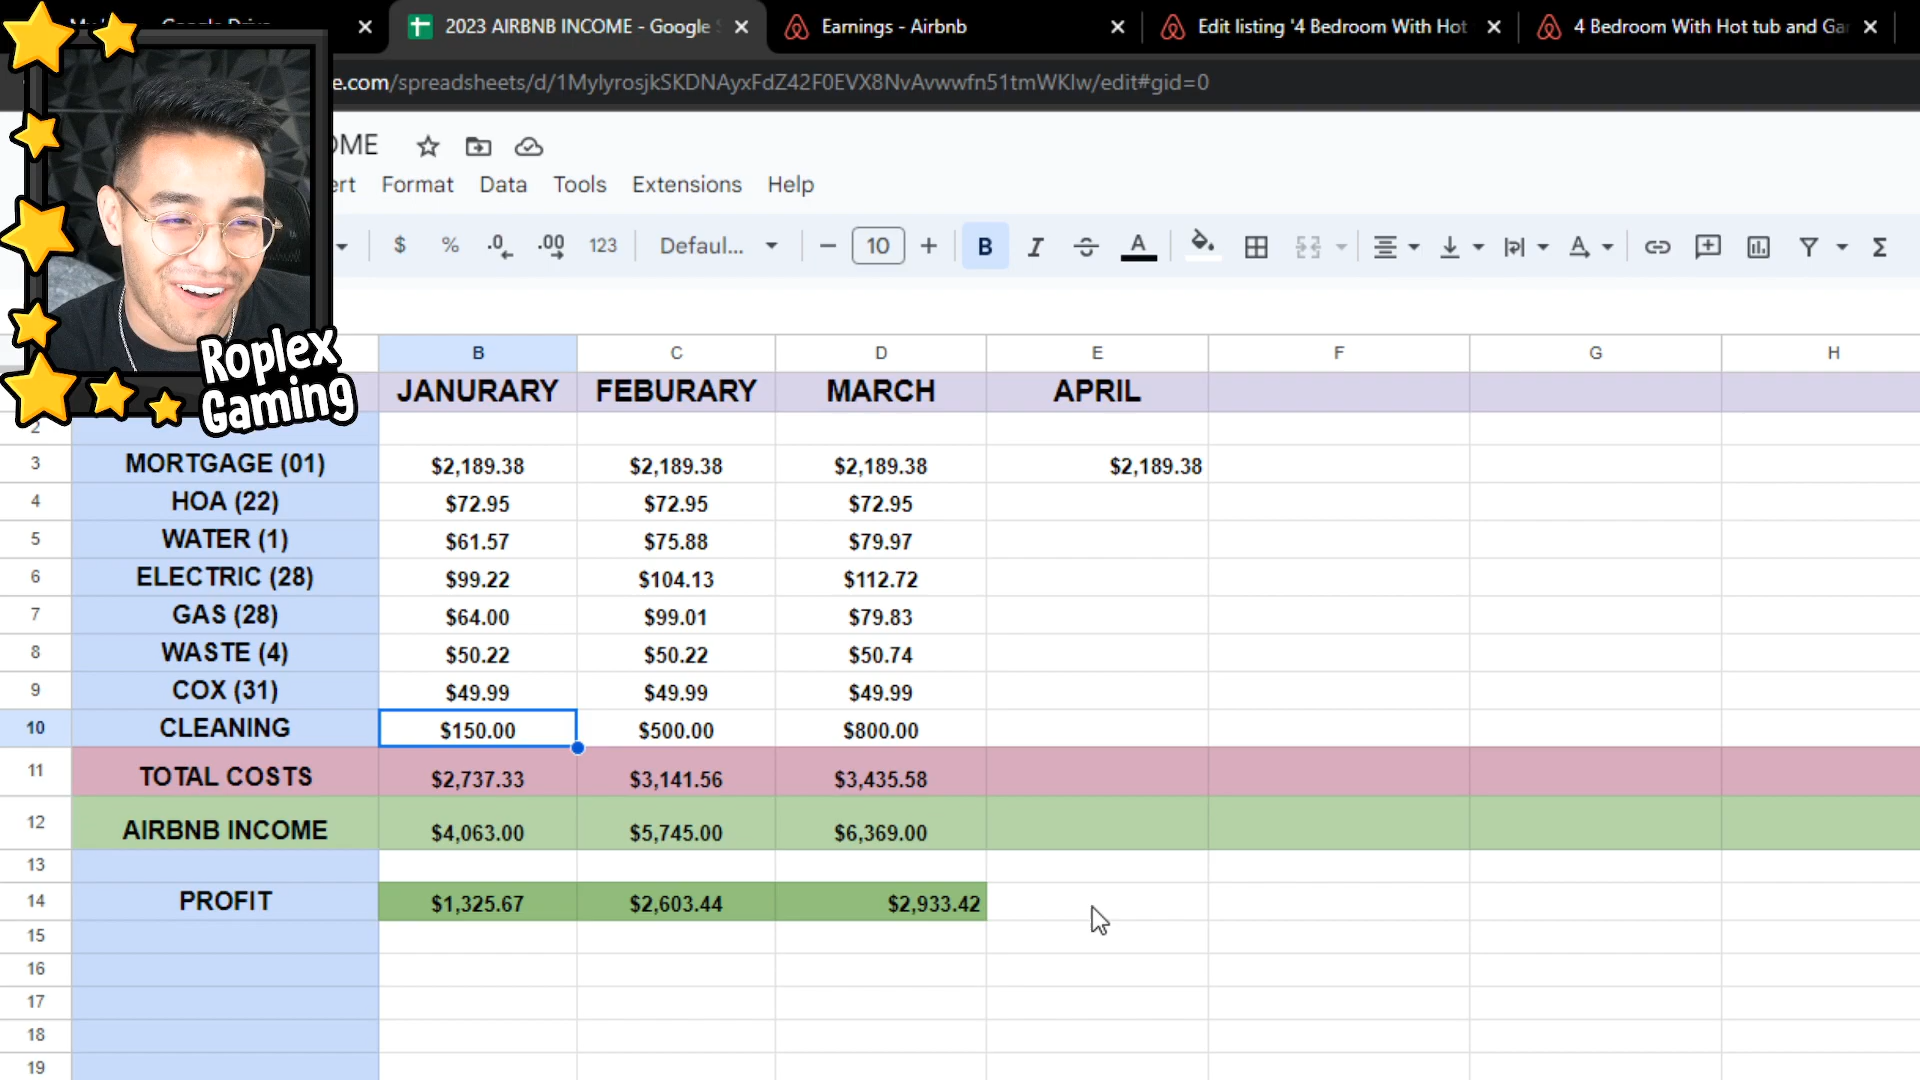 2023 AIRBNB INCOME - Google
Earnings - Airbnb
Edit listing '4 Bedroom With Hot
4 Bedroom With Hot tub and Gar
e.com/spreadsheets/d/1MylyrosjkSKDNAyxFdZ42F0EVX8NvAvwwfn51tmWKIw/edit#gid=0
OME
ert Format Data Tools Extensions Help
$ % .0 .00 123 Defaul... − 10 + B I S A Σ
Roplex
Gaming
B C D E F G H
JANURARY FEBURARY MARCH APRIL
2
3 MORTGAGE (01) $2,189.38 $2,189.38 $2,189.38 $2,189.38
4 HOA (22) $72.95 $72.95 $72.95
5 WATER (1) $61.57 $75.88 $79.97
6 ELECTRIC (28) $99.22 $104.13 $112.72
7 GAS (28) $64.00 $99.01 $79.83
8 WASTE (4) $50.22 $50.22 $50.74
9 COX (31) $49.99 $49.99 $49.99
10 CLEANING $150.00 $500.00 $800.00
11 TOTAL COSTS $2,737.33 $3,141.56 $3,435.58
12 AIRBNB INCOME $4,063.00 $5,745.00 $6,369.00
13
14 PROFIT $1,325.67 $2,603.44 $2,933.42
15
16
17
18
19